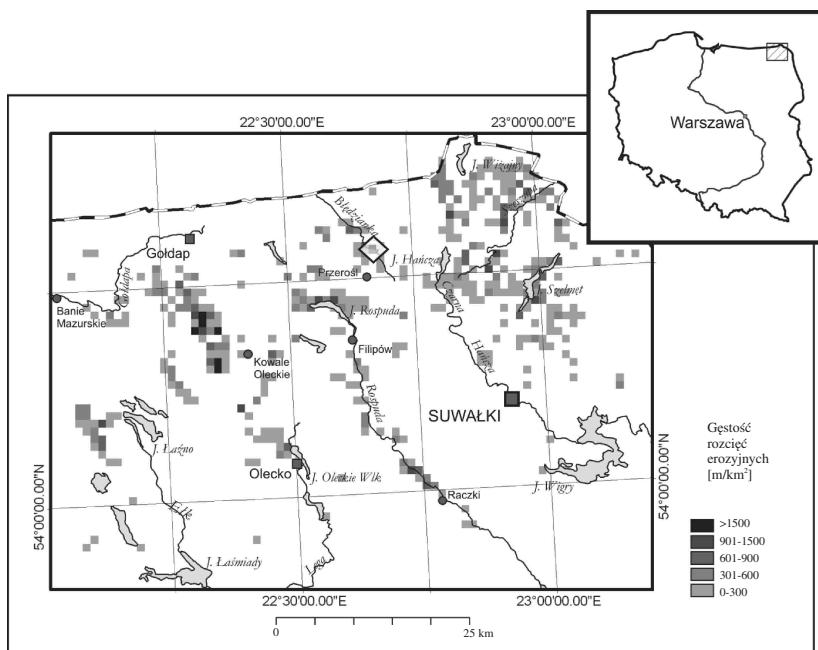 Warszawa
22°30'00.00"E
23°00'00.00"E
J. Wiżajny
Szeszupa
Błędzianka
Gołdap
J. Hańcza
Przerośl
Gołdapa
J. Szelmęt
Czarna
Banie
Mazurskie
J. Rospuda
Filipów
Hańcza
Kowale
Oleckie
Rospuda
SUWAŁKI
J. Łaźno
Olecko
J. Oleckie Wlk
J. Wigry
Raczki
Ełk
J. Łaśmiady
Lega
54°00'00.00"N
54°00'00.00"N
22°30'00.00"E
23°00'00.00"E
0
25 km
Gęstość
rozcięć
erozyjnych
[m/km²]
>1500
901-1500
601-900
301-600
0-300